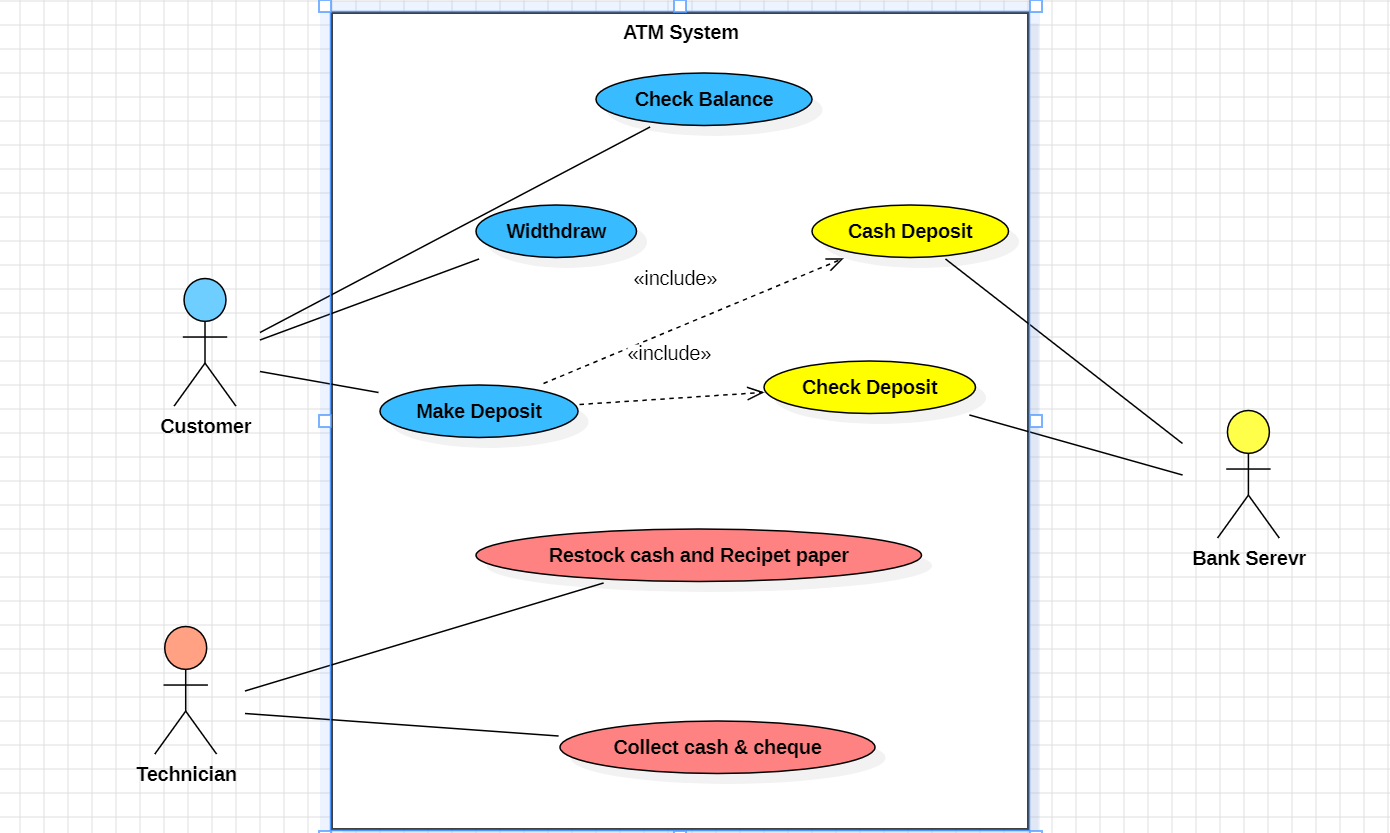 ATM System
Check Balance
Widthdraw
Cash Deposit
«include»
«include»
Check Deposit
Make Deposit
Customer
Restock cash and Recipet paper
Bank Serevr
Collect cash & cheque
Technician